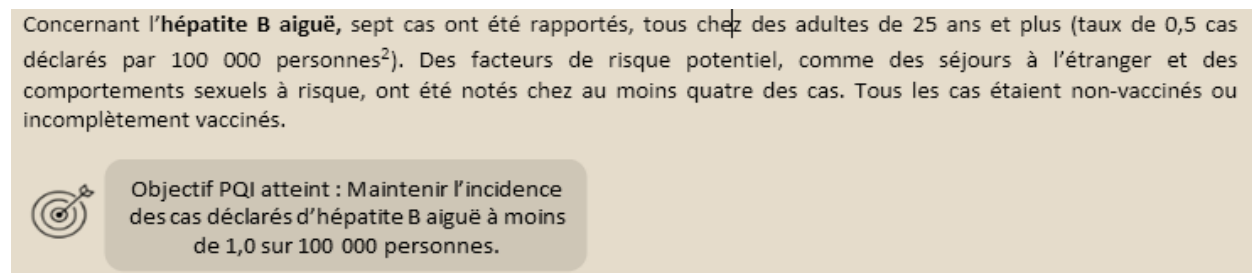 Concernant l'hépatite B aiguë, sept cas ont été rapportés, tous chez des adultes de 25 ans et plus (taux de 0,5 cas
déclarés par 100 000 personnes²). Des facteurs de risque potentiel, comme des séjours à l'étranger et des
comportements sexuels à risque, ont été notés chez au moins quatre des cas. Tous les cas étaient non-vaccinés ou
incomplètement vaccinés.
Objectif PQI atteint : Maintenir l'incidence
des cas déclarés d'hépatite B aiguë à moins
de 1,0 sur 100 000 personnes.